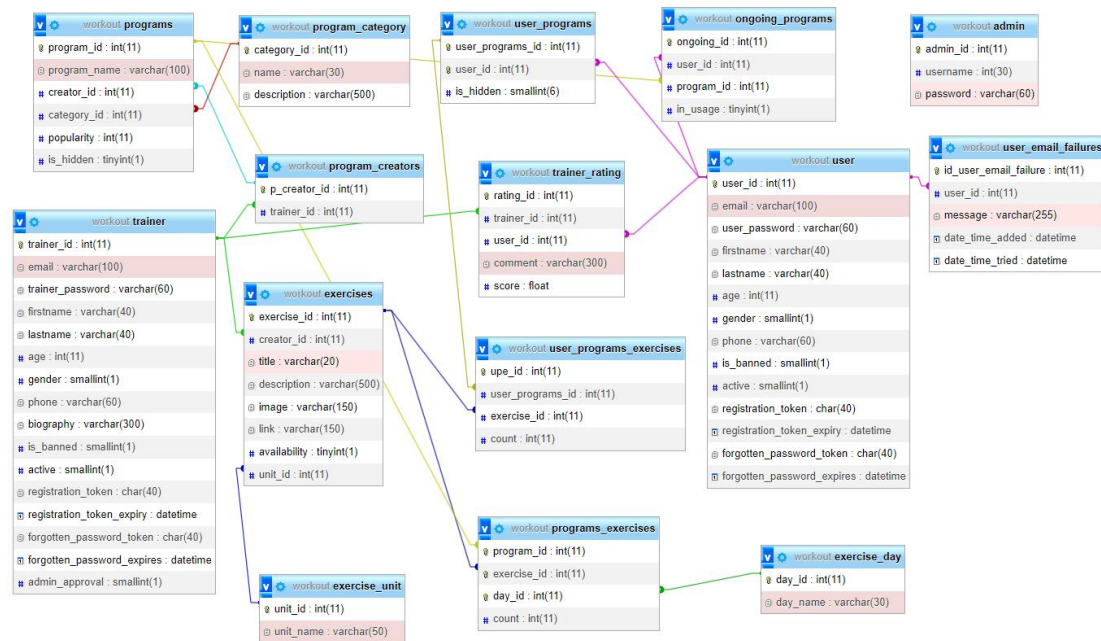 workout programs
program_id : int(11)
program_name : varchar(100)
creator_id : int(11)
category_id : int(11)
popularity : int(11)
is_hidden : tinyint(1)
workout program_category
category_id : int(11)
name : varchar(30)
description : varchar(500)
workout user_programs
user_programs_id : int(11)
user_id : int(11)
is_hidden : smallint(6)
workout ongoing_programs
ongoing_id : int(11)
user_id : int(11)
program_id : int(11)
in_usage : tinyint(1)
workout admin
admin_id : int(11)
username : int(30)
password : varchar(60)
workout program_creators
p_creator_id : int(11)
trainer_id : int(11)
workout trainer_rating
rating_id : int(11)
trainer_id : int(11)
user_id : int(11)
comment : varchar(300)
score : float
workout user
user_id : int(11)
email : varchar(100)
user_password : varchar(60)
firstname : varchar(40)
lastname : varchar(40)
age : int(11)
gender : smallint(1)
phone : varchar(60)
is_banned : smallint(1)
active : smallint(1)
registration_token : char(40)
registration_token_expiry : datetime
forgotten_password_token : char(40)
forgotten_password_expires : datetime
workout user_email_failures
id_user_email_failure : int(11)
user_id : int(11)
message : varchar(255)
date_time_added : datetime
date_time_tried : datetime
workout trainer
trainer_id : int(11)
email : varchar(100)
trainer_password : varchar(60)
firstname : varchar(40)
lastname : varchar(40)
age : int(11)
gender : smallint(1)
phone : varchar(60)
biography : varchar(300)
is_banned : smallint(1)
active : smallint(1)
registration_token : char(40)
registration_token_expiry : datetime
forgotten_password_token : char(40)
forgotten_password_expires : datetime
admin_approval : smallint(1)
workout exercises
exercise_id : int(11)
creator_id : int(11)
title : varchar(20)
description : varchar(500)
image : varchar(150)
link : varchar(150)
availability : tinyint(1)
unit_id : int(11)
workout user_programs_exercises
upe_id : int(11)
user_programs_id : int(11)
exercise_id : int(11)
count : int(11)
workout programs_exercises
program_id : int(11)
exercise_id : int(11)
day_id : int(11)
count : int(11)
workout exercise_day
day_id : int(11)
day_name : varchar(30)
workout exercise_unit
unit_id : int(11)
unit_name : varchar(50)